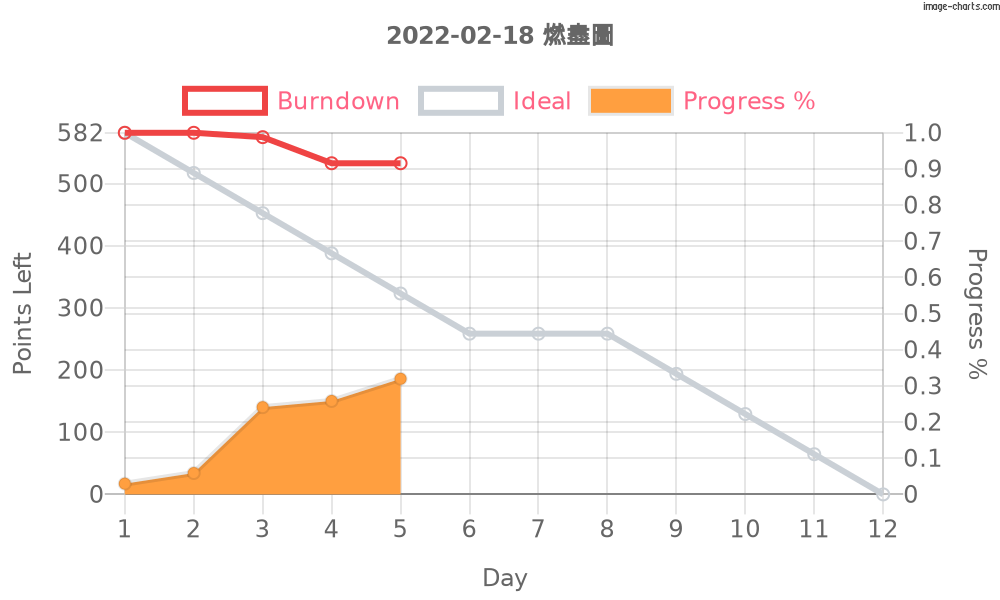 image-charts.com
2022-02-18 燃盡圖
Burndown Ideal Progress %
582 1.0
500 0.9
400 0.8
300 0.7
200 0.6
100 0.5
0 0.4
0.3
0.2
0.1
0
Points Left
Progress %
1 2 3 4 5 6 7 8 9 10 11 12
Day